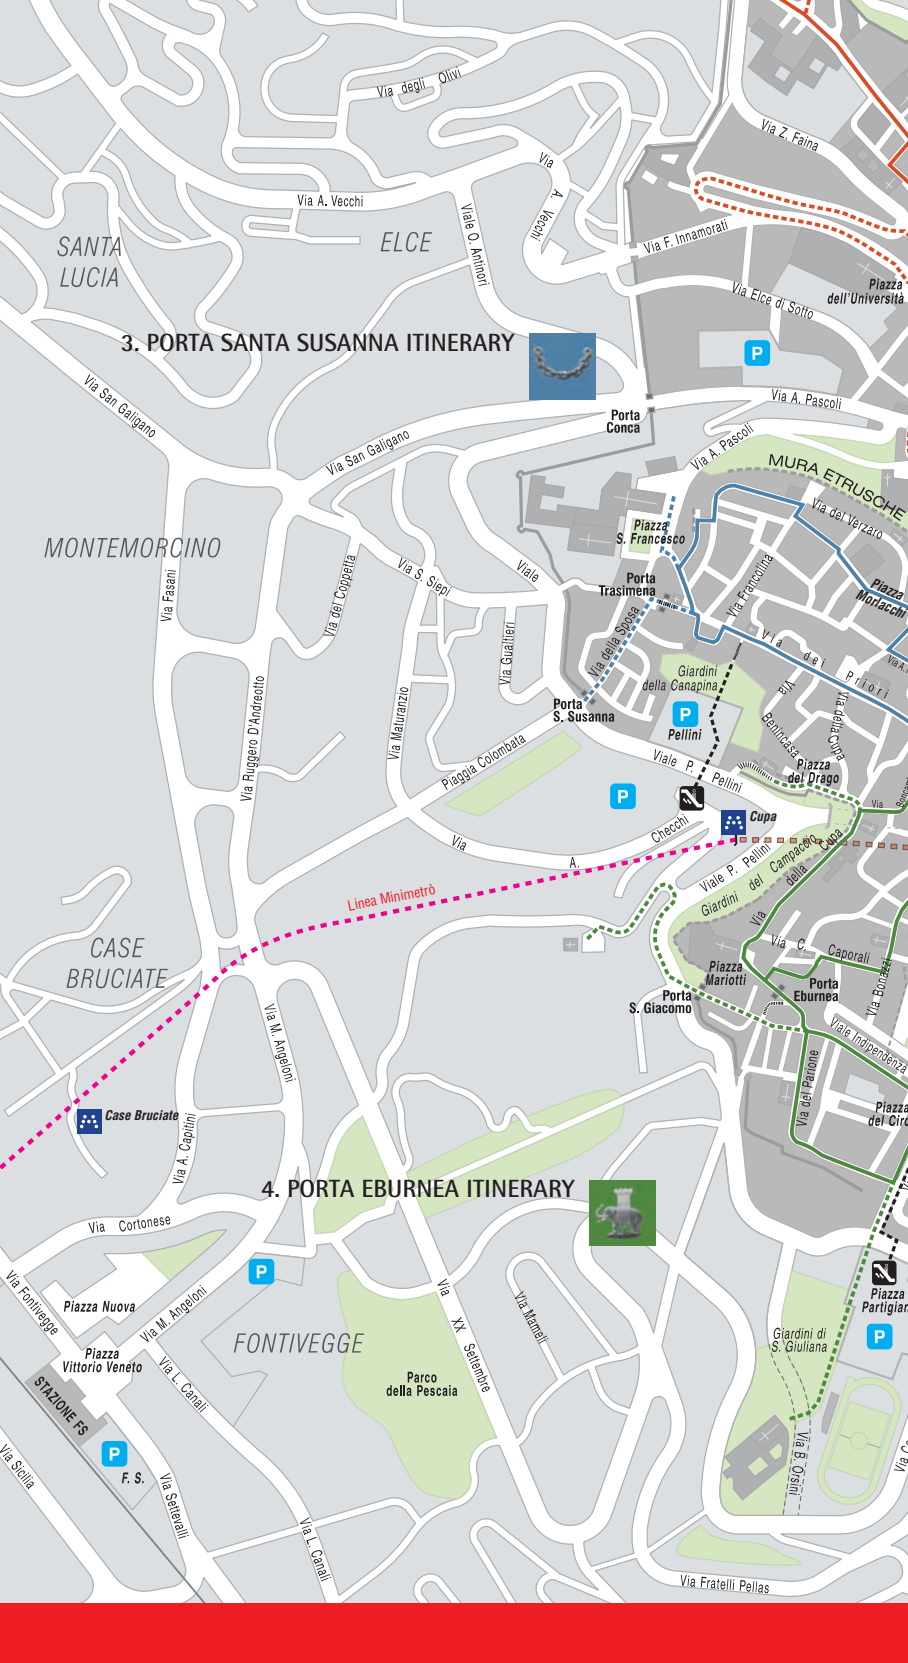 Via degli Olivi
Via Z. Faina
Via A. Vecchi
Via A. Vecchi
Viale O. Antinori
Via F. Innamorati
SANTA
LUCIA
ELCE
Piazza
dell'Università
Via Elce di Sotto
3. PORTA SANTA SUSANNA ITINERARY
P
Via San Galigano
Via A. Pascoli
Porta
Conca
Via San Galigano
Via A. Pascoli
MURA ETRUSCHE
Via del Verzaro
Piazza
S. Francesco
MONTEMORCINO
Via Fasani
Via del Coppetta
Via S. Siepi
Viale
Porta
Trasimena
Via Francolina
Piazza
Morlacchi
Via della Sposa
Via dei Priori
Via A.
Via Gualtieri
Giardini
della Canapina
Via Ruggero D'Andreotto
Via Maturanzio
Porta
S. Susanna
P
Pellini
Via
Benincasa
Via della Cupa
Piaggia Colombata
Viale P. Pellini
Piazza
del Drago
P
Cupa
Via
Via A. Checchi
Viale P. Pellini
Giardini del Campaccio
Via della Cupa
Linea Minimetrò
CASE
BRUCIATE
Via C. Caporali
Piazza
Mariotti
Porta
Eburnea
Via Bonazzi
Porta
S. Giacomo
Via M. Angeloni
Viale Indipendenza
Via del Parione
Case Bruciate
Piazza
del Circ
Via A. Capitini
4. PORTA EBURNEA ITINERARY
Via Cortonese
P
Piazza
Partigian
P
Via Fontivegge
Piazza Nuova
Via M. Angeloni
FONTIVEGGE
Via XX Settembre
Via Mameli
Giardini di
S. Giuliana
Piazza
Vittorio Veneto
Via L. Canali
Parco
della Pescaia
STAZIONE FS
P
F. S.
Via Sicilia
Via Settevalli
Via B. Orsini
Via C
Via L. Canali
Via Fratelli Pellas